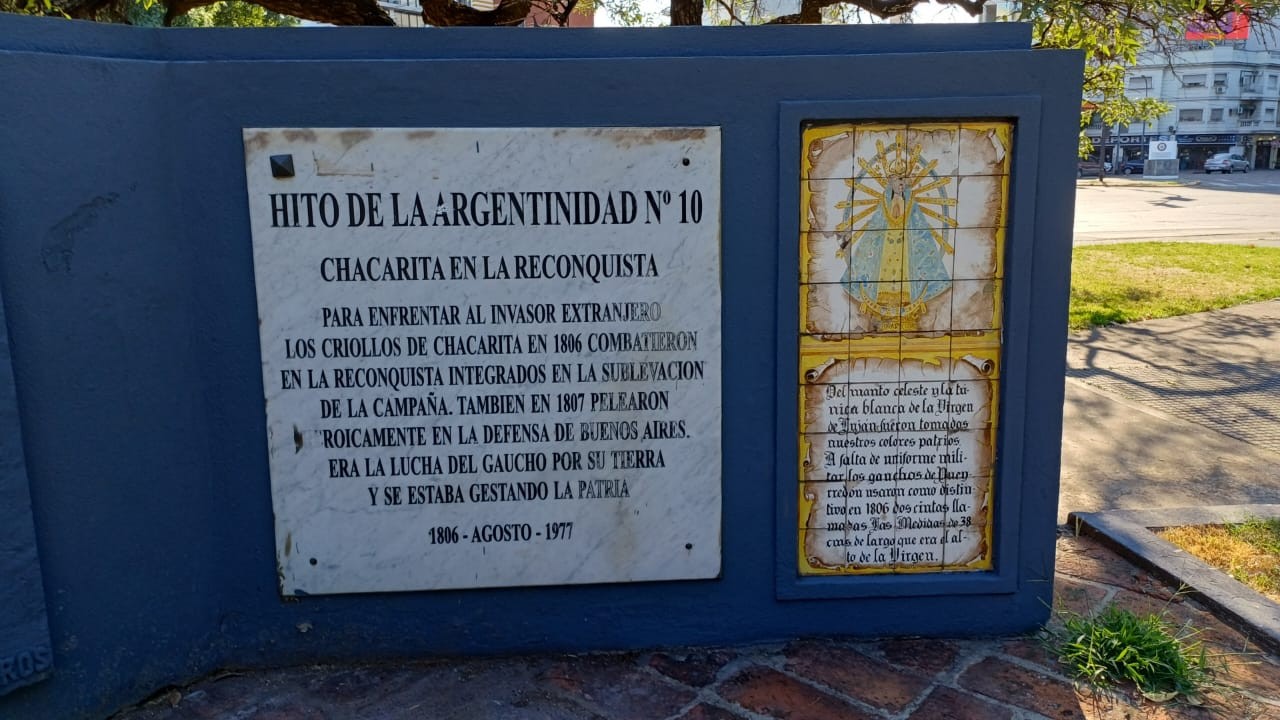 HITO DE LA ARGENTINIDAD Nº 10
CHACARITA EN LA RECONQUISTA
PARA ENFRENTAR AL INVASOR EXTRANJERO
LOS CRIOLLOS DE CHACARITA EN 1806 COMBATIERON
EN LA RECONQUISTA INTEGRADOS EN LA SUBLEVACION
DE LA CAMPAÑA. TAMBIEN EN 1807 PELEARON
ROICAMENTE EN LA DEFENSA DE BUENOS AIRES.
ERA LA LUCHA DEL GAUCHO POR SU TIERRA
Y SE ESTABA GESTANDO LA PATRIA
1806 - AGOSTO - 1977
Del manto celeste y la tu-
nica blanca de la Virgen
de Luján fueron tomados
nuestros colores patrios.
A falta de uniforme mili-
tar los gauchos de Puey-
rredon usaron como distin-
tivo en 1806 dos cintas lla-
madas Las Medidas de 38
cms de largo que era el al-
to de la Virgen.
ROS